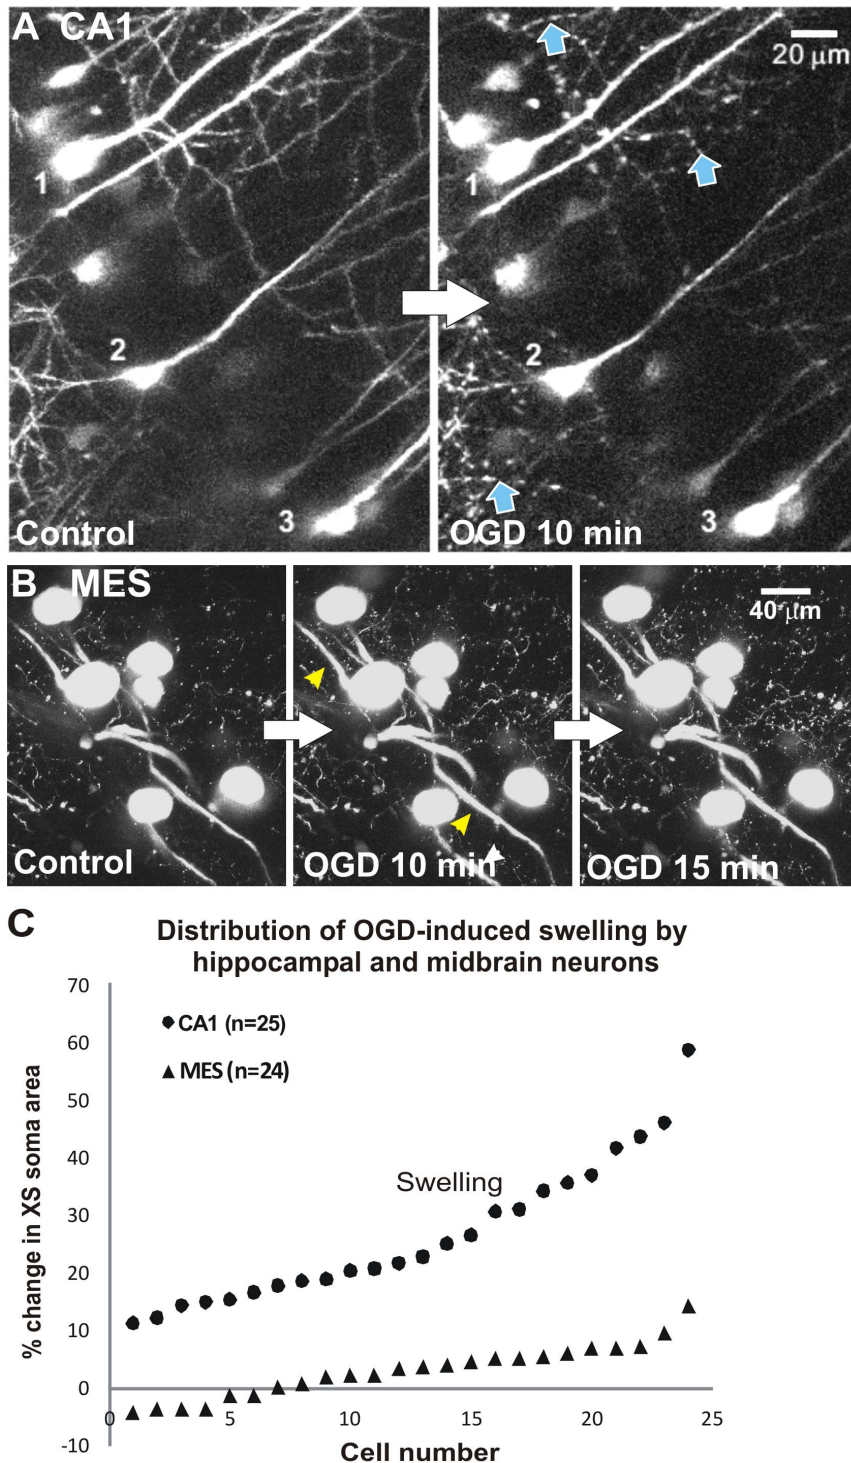 A CA1
20 µm
1
1
2
2
3
3
Control
OGD 10 min
B MES
40 µm
Control
OGD 10 min
OGD 15 min
C
Distribution of OGD-induced swelling by
hippocampal and midbrain neurons
% change in XS soma area
70
60
50
40
30
20
10
0
-10
CA1 (n=25)
MES (n=24)
Swelling
0 5 10 15 20 25
Cell number